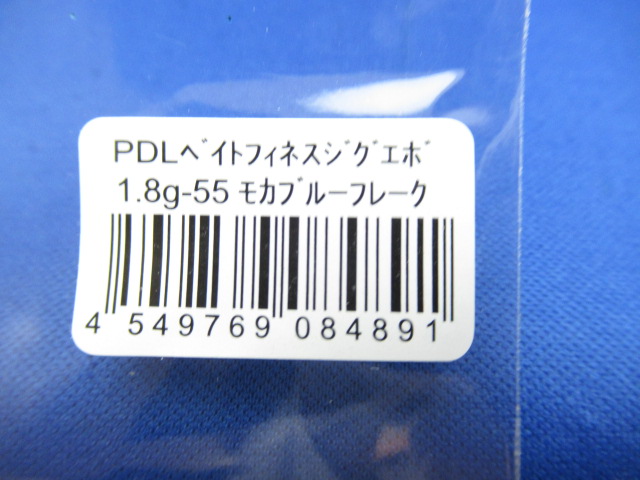 PDLﾍﾞｲﾄﾌｨﾈｽｼﾞｸﾞｴﾎﾞ
1.8g-55 ﾓｶﾌﾞﾙｰﾌﾚｰｸ
4 549769 084891